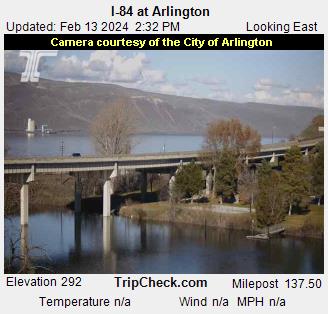 I-84 at Arlington
Updated: Feb 13 2024 2:32 PM Looking East
Camera courtesy of the City of Arlington
Elevation 292 TripCheck.com Milepost 137.50
Temperature n/a Wind n/a MPH n/a